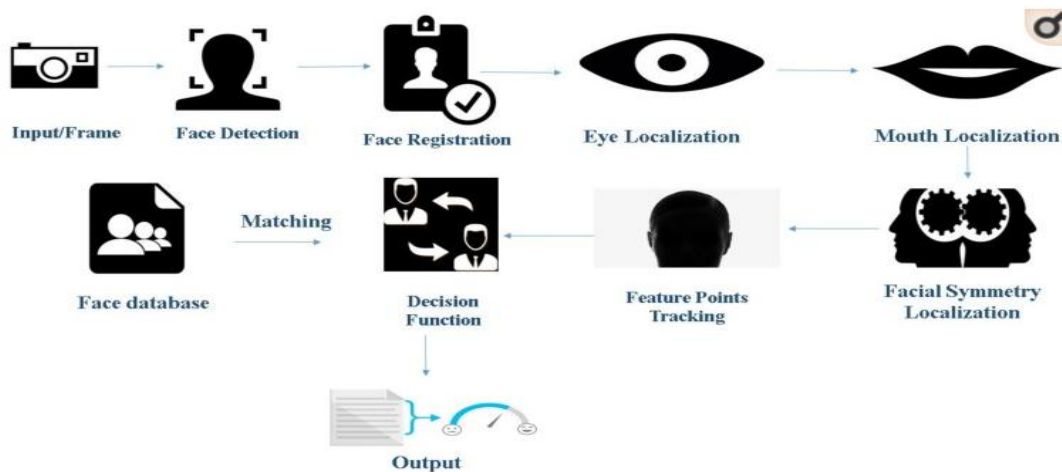 Input/Frame
Face Detection
Face Registration
Eye Localization
Mouth Localization
Face database
Matching
Decision
Function
Feature Points
Tracking
Facial Symmetry
Localization
Output